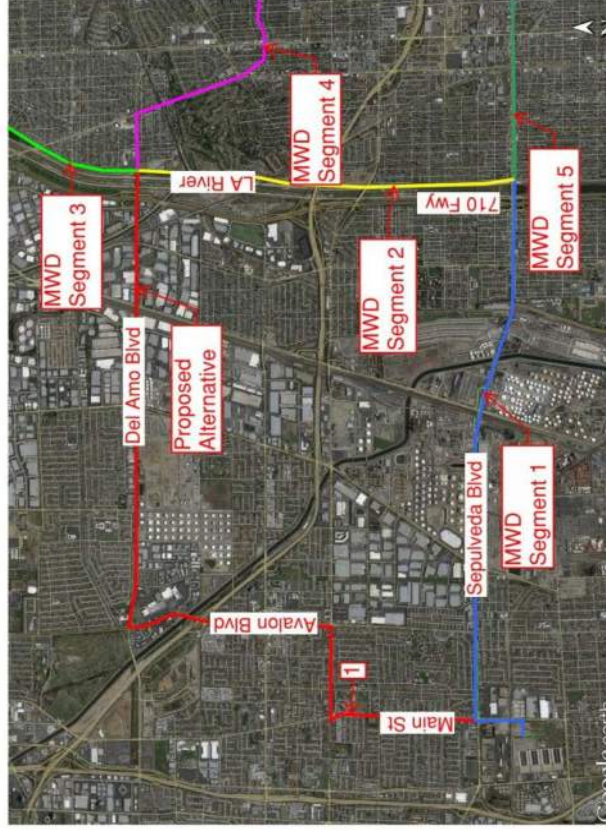 MWD
Segment 3
Del Amo Blvd
Proposed
Alternative
LA River
MWD
Segment 4
710 Fwy
MWD
Segment 2
MWD
Segment 5
Sepulveda Blvd
MWD
Segment 1
Avalon Blvd
1
Main St